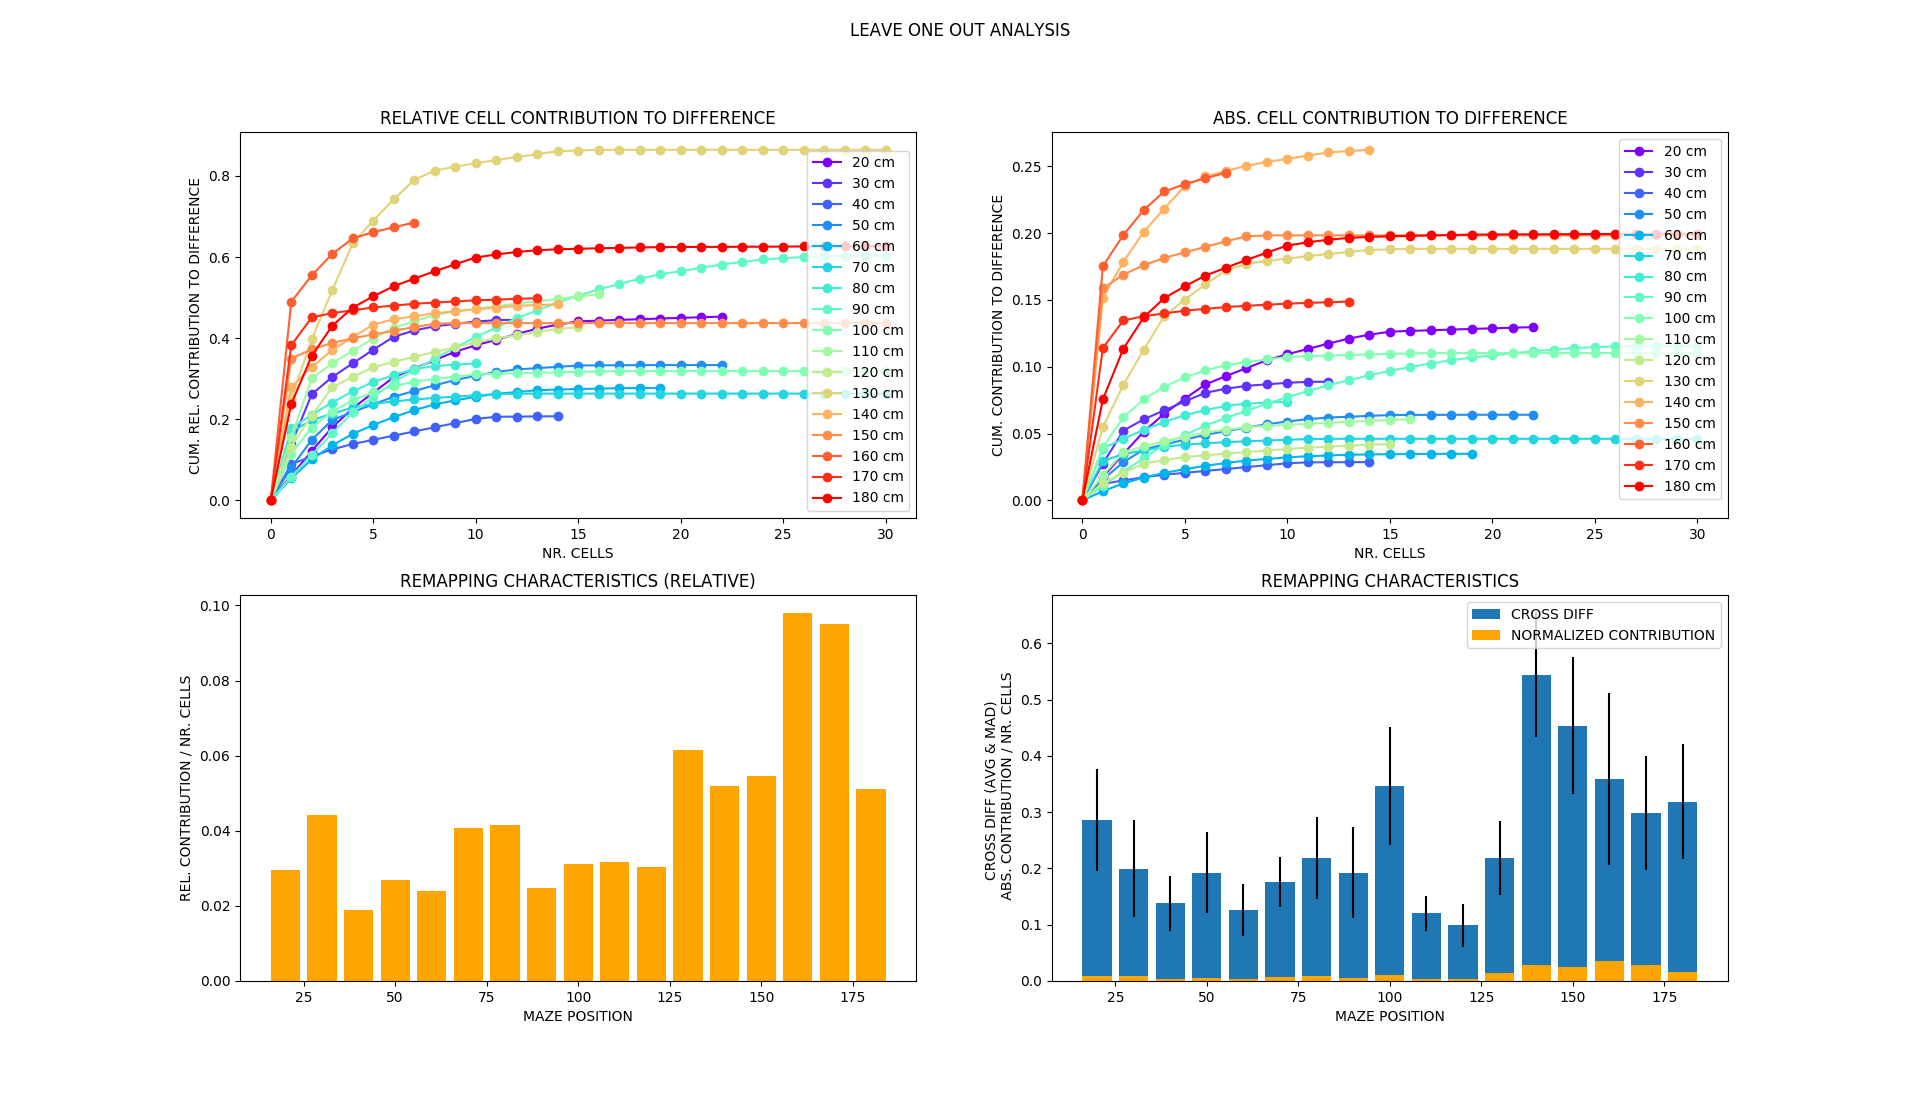 LEAVE ONE OUT ANALYSIS
RELATIVE CELL CONTRIBUTION TO DIFFERENCE
CUM. REL. CONTRIBUTION TO DIFFERENCE
0.8
0.6
0.4
0.2
0.0
0 5 10 15 20 25 30
NR. CELLS
20 cm
30 cm
40 cm
50 cm
60 cm
70 cm
80 cm
90 cm
100 cm
110 cm
120 cm
130 cm
140 cm
150 cm
160 cm
170 cm
180 cm
ABS. CELL CONTRIBUTION TO DIFFERENCE
CUM. CONTRIBUTION TO DIFFERENCE
0.25
0.20
0.15
0.10
0.05
0.00
0 5 10 15 20 25 30
NR. CELLS
20 cm
30 cm
40 cm
50 cm
60 cm
70 cm
80 cm
90 cm
100 cm
110 cm
120 cm
130 cm
140 cm
150 cm
160 cm
170 cm
180 cm
REMAPPING CHARACTERISTICS (RELATIVE)
REL. CONTRIBUTION / NR. CELLS
0.10
0.08
0.06
0.04
0.02
0.00
25 50 75 100 125 150 175
MAZE POSITION
REMAPPING CHARACTERISTICS
CROSS DIFF (AVG & MAD)
ABS. CONTRIBUTION / NR. CELLS
0.6
0.5
0.4
0.3
0.2
0.1
0.0
25 50 75 100 125 150 175
MAZE POSITION
CROSS DIFF
NORMALIZED CONTRIBUTION